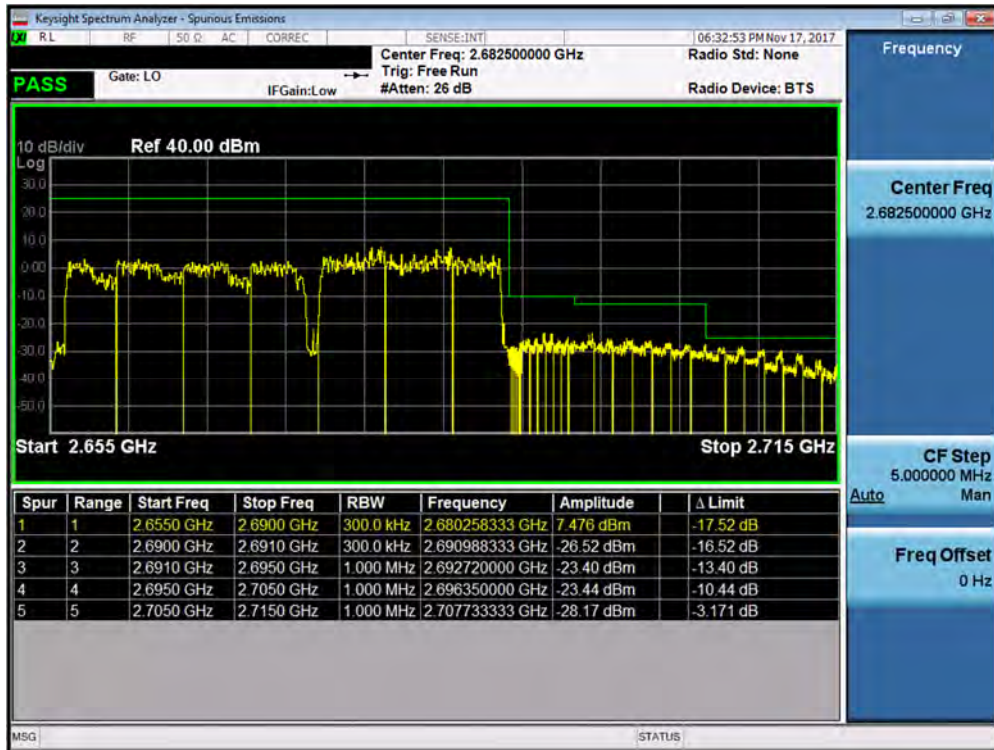 Keysight Spectrum Analyzer - Spurious Emissions
LXI RL RF 50 Ω AC CORREC SENSE:INT 06:32:53 PM Nov 17, 2017
Center Freq: 2.682500000 GHz Radio Std: None
Gate: LO Trig: Free Run
PASS IFGain:Low #Atten: 26 dB Radio Device: BTS
10 dB/div Ref 40.00 dBm
Log
30.0
20.0
10.0
0.00
-10.0
-20.0
-30.0
-40.0
-50.0
Start 2.655 GHz Stop 2.715 GHz
Spur Range Start Freq Stop Freq RBW Frequency Amplitude Δ Limit
1 1 2.6550 GHz 2.6900 GHz 300.0 kHz 2.680258333 GHz 7.476 dBm -17.52 dB
2 2 2.6900 GHz 2.6910 GHz 300.0 kHz 2.690988333 GHz -26.52 dBm -16.52 dB
3 3 2.6910 GHz 2.6950 GHz 1.000 MHz 2.692720000 GHz -23.40 dBm -13.40 dB
4 4 2.6950 GHz 2.7050 GHz 1.000 MHz 2.696350000 GHz -23.44 dBm -10.44 dB
5 5 2.7050 GHz 2.7150 GHz 1.000 MHz 2.707733333 GHz -28.17 dBm -3.171 dB
MSG STATUS
Frequency
Center Freq
2.682500000 GHz
CF Step
5.000000 MHz
Auto Man
Freq Offset
0 Hz